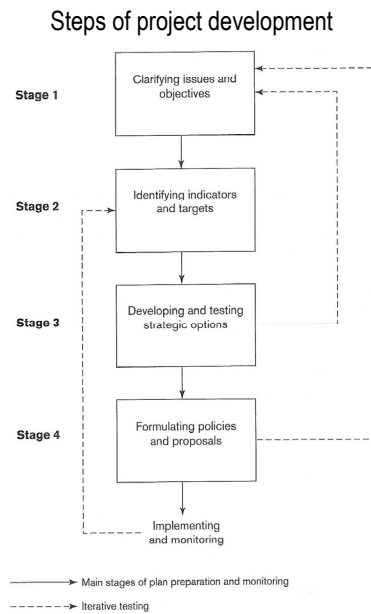 Steps of project development
Stage 1
Clarifying issues and
objectives
Stage 2
Identifying indicators
and targets
Stage 3
Developing and testing
strategic options
Stage 4
Formulating policies
and proposals
Implementing
and monitoring
Main stages of plan preparation and monitoring
Iterative testing